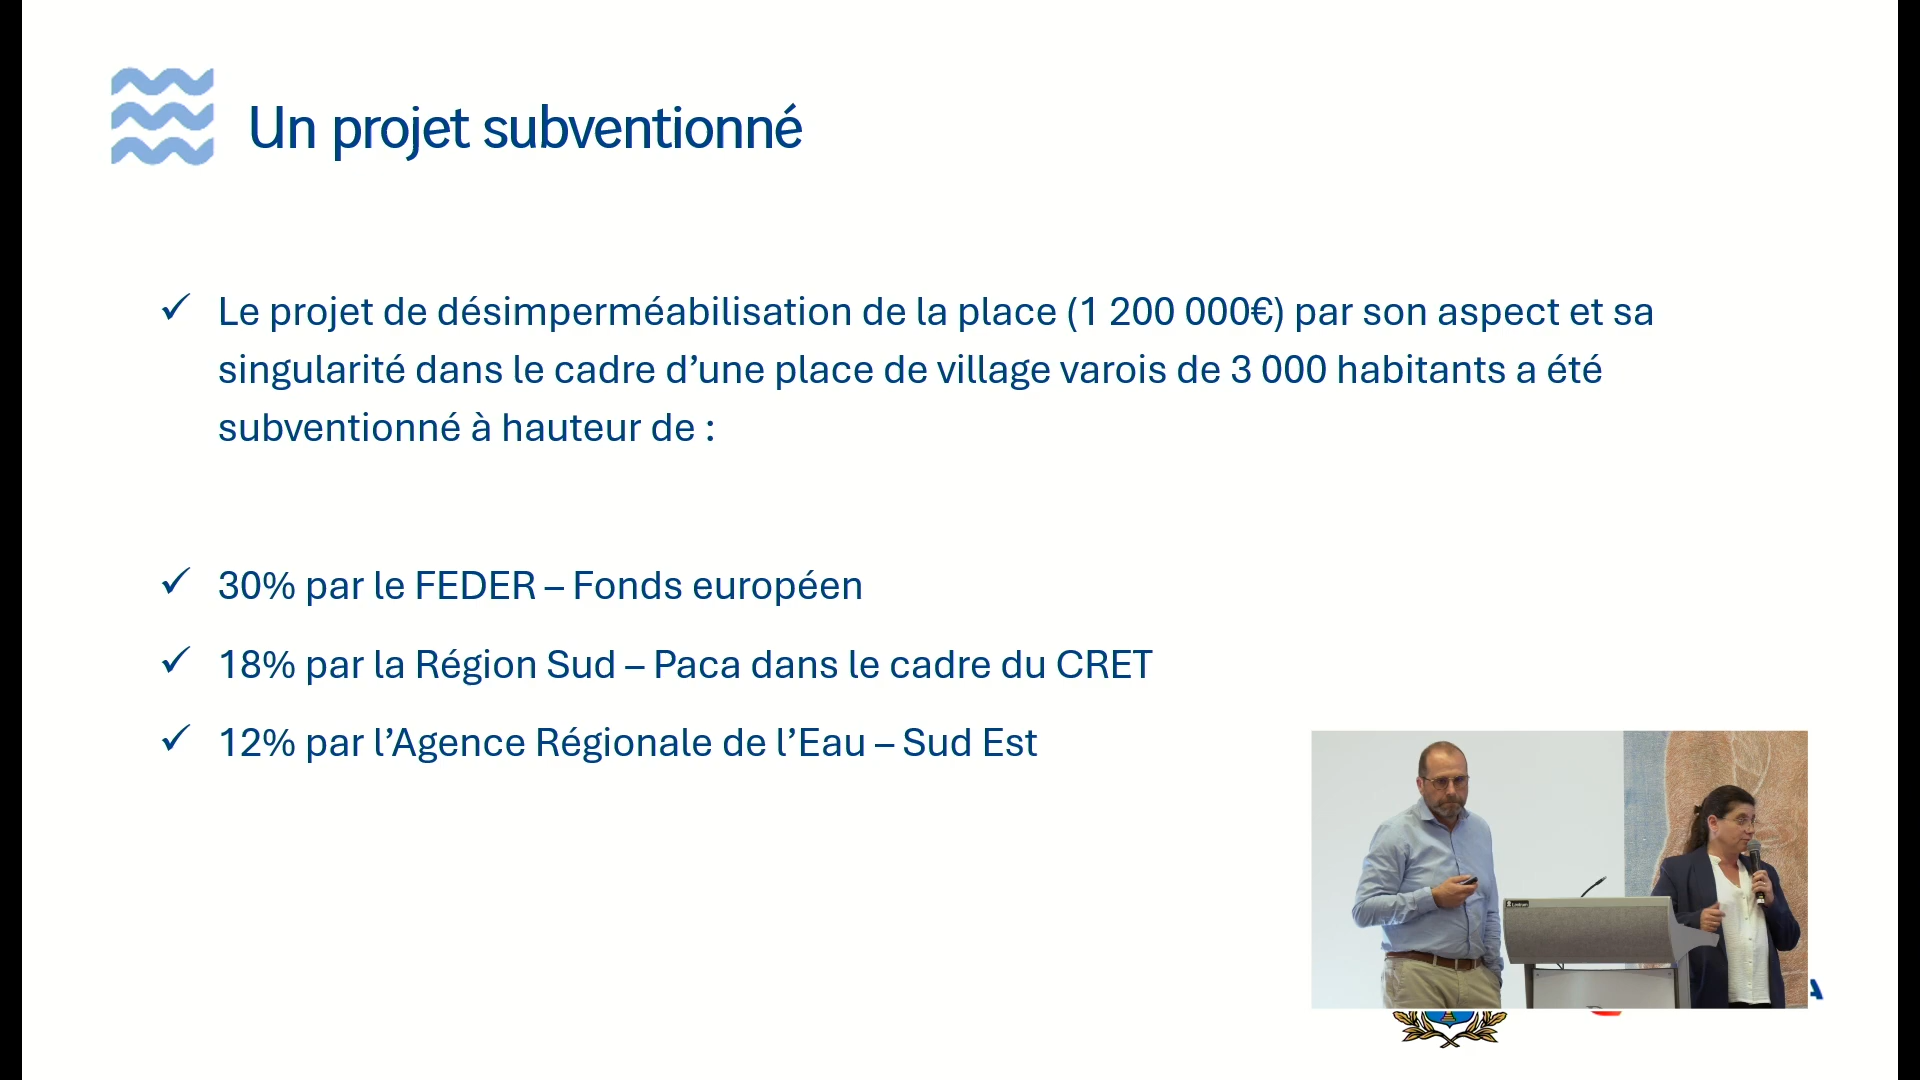 Un projet subventionné
✓ Le projet de désimperméabilisation de la place (1 200 000€) par son aspect et sa
singularité dans le cadre d’une place de village varois de 3 000 habitants a été
subventionné à hauteur de :
✓ 30% par le FEDER – Fonds européen
✓ 18% par la Région Sud – Paca dans le cadre du CRET
✓ 12% par l’Agence Régionale de l’Eau – Sud Est
A